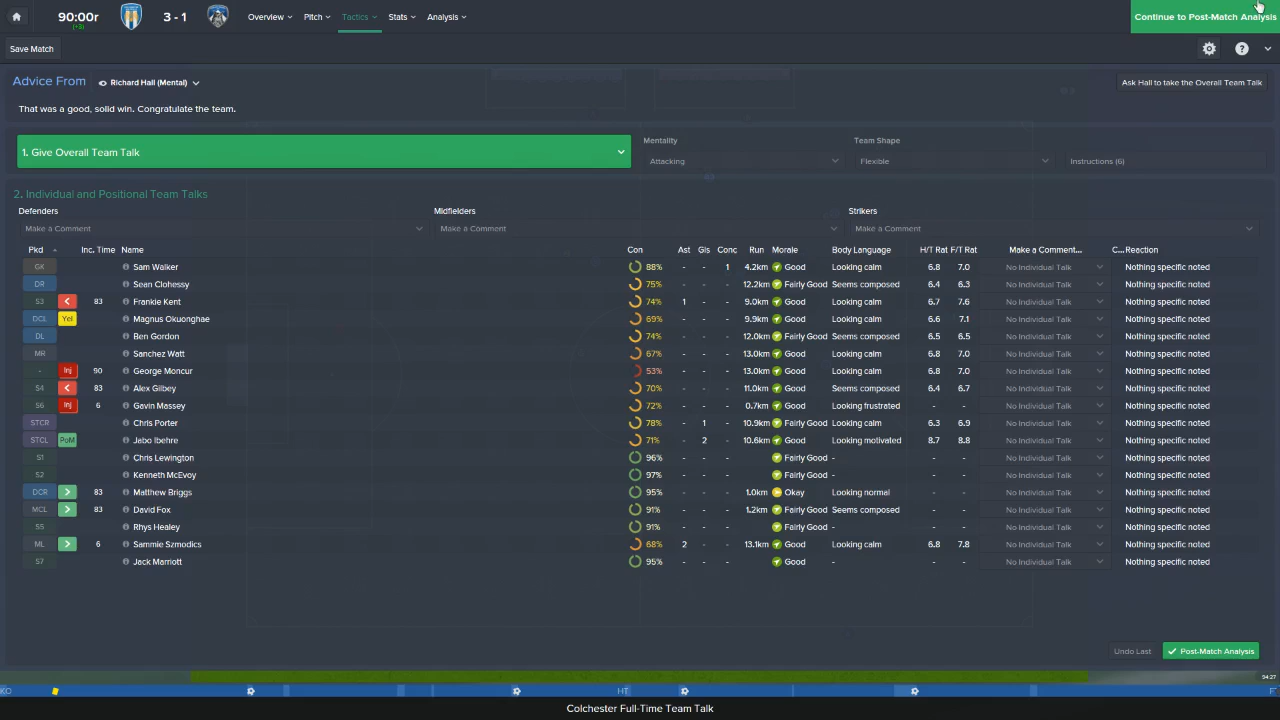 90:00r
(+3)
3 - 1
Overview
Pitch
Tactics
Stats
Analysis
Continue to Post-Match Analysis
Save Match
Advice From
Richard Hall (Mental)
Ask Hall to take the Overall Team Talk
That was a good, solid win. Congratulate the team.
1. Give Overall Team Talk
Mentality
Team Shape
Attacking
Flexible
Instructions (6)
2. Individual and Positional Team Talks
Defenders
Midfielders
Strikers
Make a Comment
Make a Comment
Make a Comment
Pkd Inc. Time Name Con Ast Gls Conc Run Morale Body Language H/T Rat F/T Rat Make a Comment... C... Reaction
GK Sam Walker 88% - - 1 4.2km Good Looking calm 6.8 7.0 No Individual Talk Nothing specific noted
DR Sean Clohessy 75% - - - 12.2km Fairly Good Seems composed 6.4 6.3 No Individual Talk Nothing specific noted
S3 83 Frankie Kent 74% 1 - - 9.0km Good Looking calm 6.7 7.6 No Individual Talk Nothing specific noted
DCL Yel Magnus Okuonghae 69% - - - 9.9km Good Looking calm 6.6 7.1 No Individual Talk Nothing specific noted
DL Ben Gordon 74% - - - 12.0km Fairly Good Seems composed 6.5 6.5 No Individual Talk Nothing specific noted
MR Sanchez Watt 67% - - - 13.0km Good Looking calm 6.8 7.0 No Individual Talk Nothing specific noted
- Inj 90 George Moncur 53% - - - 13.0km Good Looking calm 6.8 7.0 No Individual Talk Nothing specific noted
S4 83 Alex Gilbey 70% - - - 11.0km Good Seems composed 6.4 6.7 No Individual Talk Nothing specific noted
S6 Inj 6 Gavin Massey 72% - - - 0.7km Good Looking frustrated - - No Individual Talk Nothing specific noted
STCR Chris Porter 78% - 1 - 10.9km Fairly Good Looking calm 6.3 6.9 No Individual Talk Nothing specific noted
STCL PoM Jabo Ibehre 71% - 2 - 10.6km Good Looking motivated 8.7 8.8 No Individual Talk Nothing specific noted
S1 Chris Lewington 96% - - - Fairly Good - - - No Individual Talk Nothing specific noted
S2 Kenneth McEvoy 97% - - - Fairly Good - - - No Individual Talk Nothing specific noted
DCR 83 Matthew Briggs 95% - - - 1.0km Okay Looking normal - - No Individual Talk Nothing specific noted
MCL 83 David Fox 91% - - - 1.2km Good Seems composed - - No Individual Talk Nothing specific noted
S5 Rhys Healey 91% - - - Fairly Good - - - No Individual Talk Nothing specific noted
ML 6 Sammie Szmodics 68% 2 - - 13.1km Good Looking calm 6.8 7.8 No Individual Talk Nothing specific noted
S7 Jack Marriott 95% - - - Good - - - No Individual Talk Nothing specific noted
Undo Last
Post-Match Analysis
94:27
KO
HT
F
Colchester Full-Time Team Talk